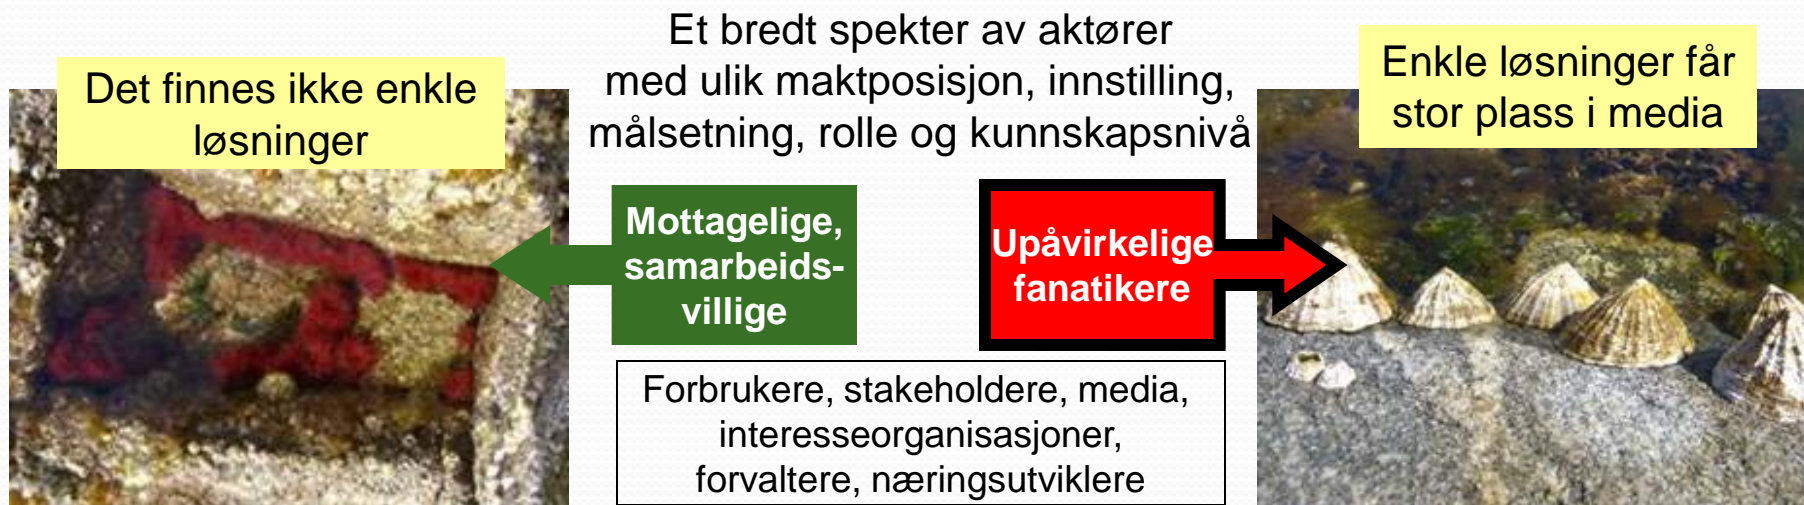 Et bredt spekter av aktører
med ulik maktposisjon, innstilling,
målsetning, rolle og kunnskapsnivå
Det finnes ikke enkle
løsninger
Enkle løsninger får
stor plass i media
Mottagelige,
samarbeids-
villige
Upåvirkelige
fanatikere
Forbrukere, stakeholdere, media,
interesseorganisasjoner,
forvaltere, næringsutviklere